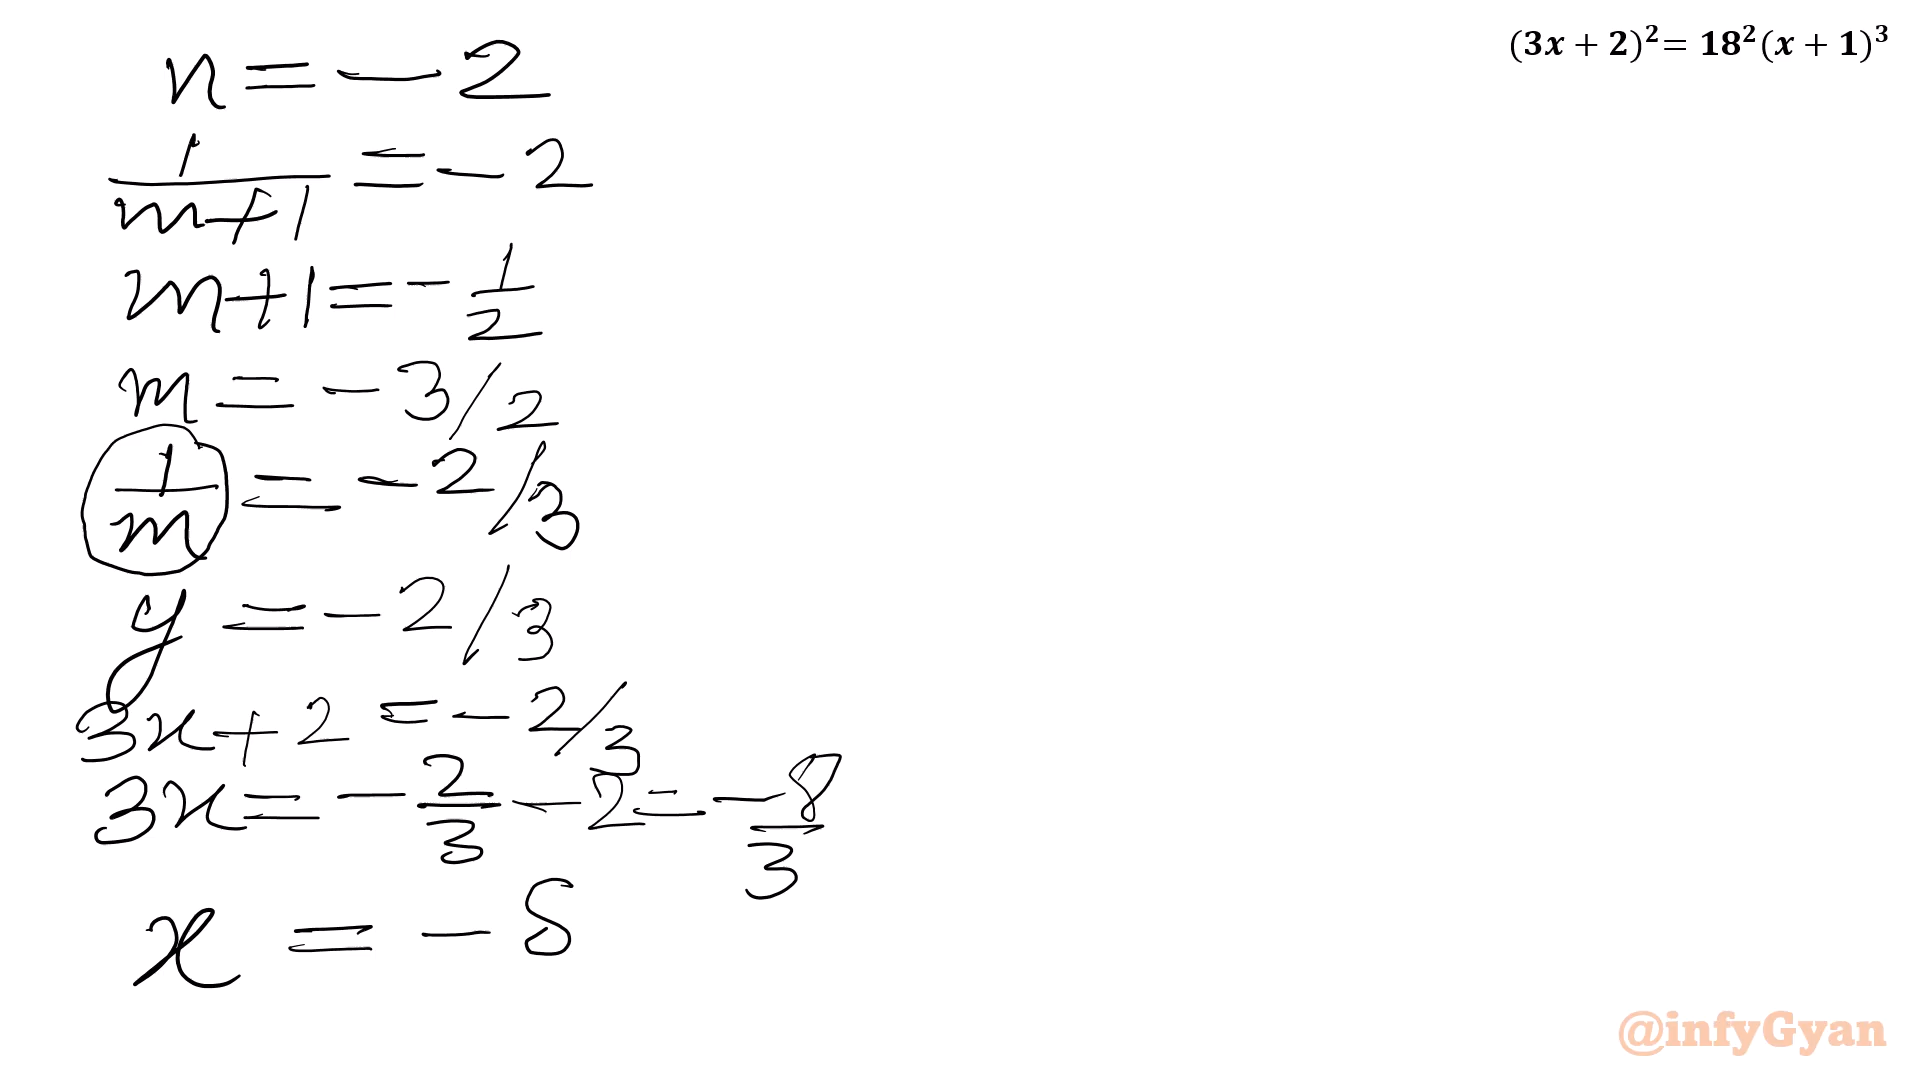 (3x + 2)²= 18²(x + 1)³
n = - 2
1/(m+1) = - 2
m+1 = - 1/2
m = - 3/2
1/m = - 2/3
y = - 2/3
3x + 2 = - 2/3
3x = - 2/3 - 2 = - 8/3
x = - 8
@infyGyan